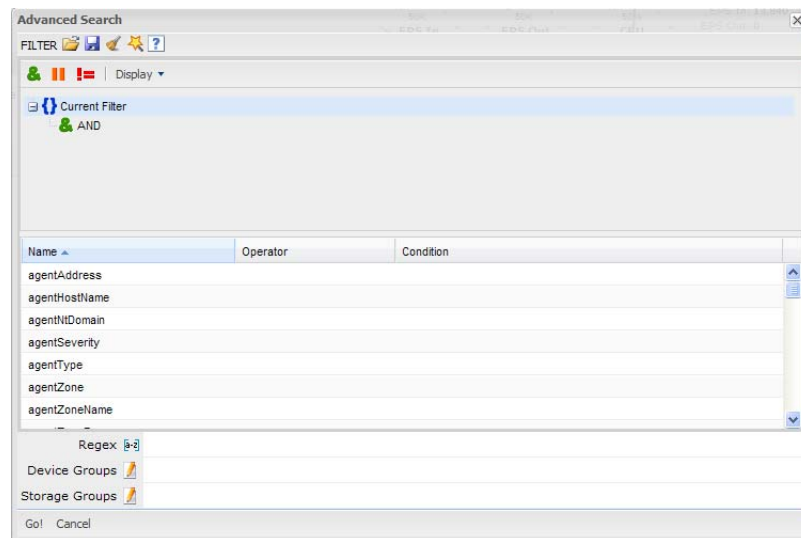 Advanced Search
FILTER
Display
Current Filter
AND
Name Operator Condition
agentAddress
agentHostName
agentNtDomain
agentSeverity
agentType
agentZone
agentZoneName
Regex [a-z]
Device Groups
Storage Groups
Go! Cancel